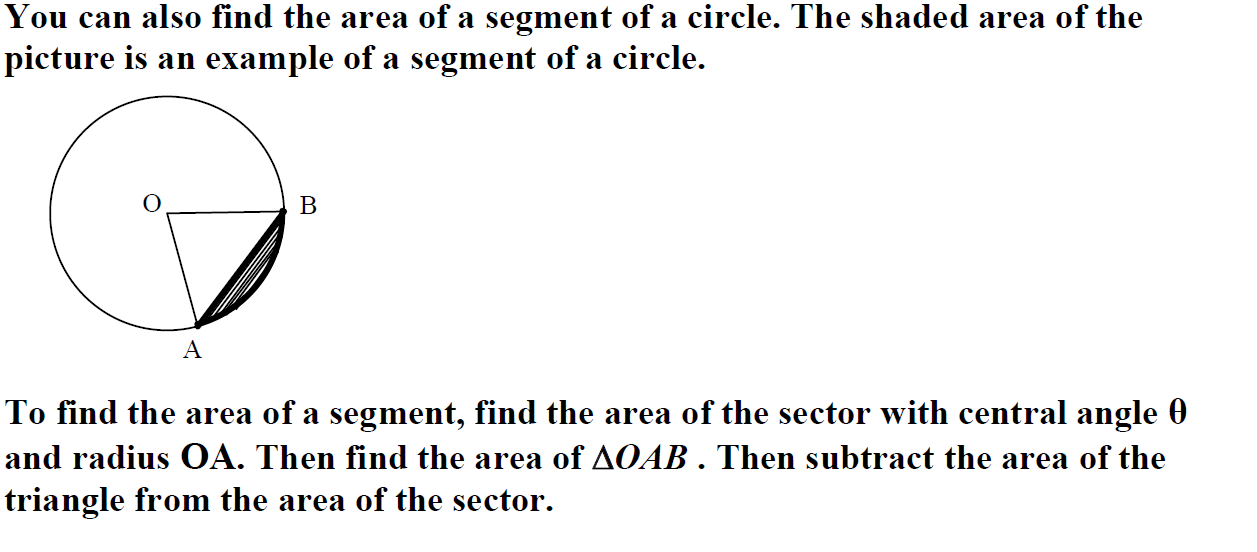 You can also find the area of a segment of a circle. The shaded area of the
picture is an example of a segment of a circle.
O
B
A
To find the area of a segment, find the area of the sector with central angle θ
and radius OA. Then find the area of ΔOAB . Then subtract the area of the
triangle from the area of the sector.